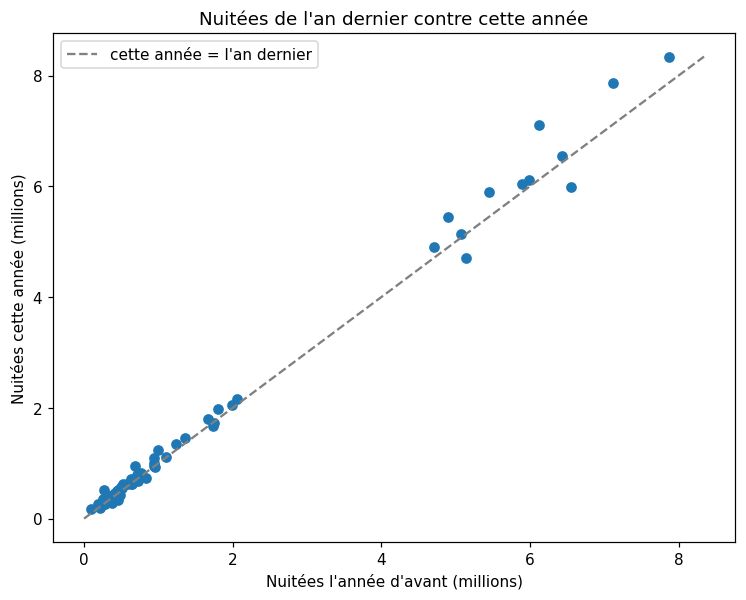 Nuitées de l'an dernier contre cette année
cette année = l'an dernier
Nuitées cette année (millions)
8
6
4
2
0
0 2 4 6 8
Nuitées l'année d'avant (millions)